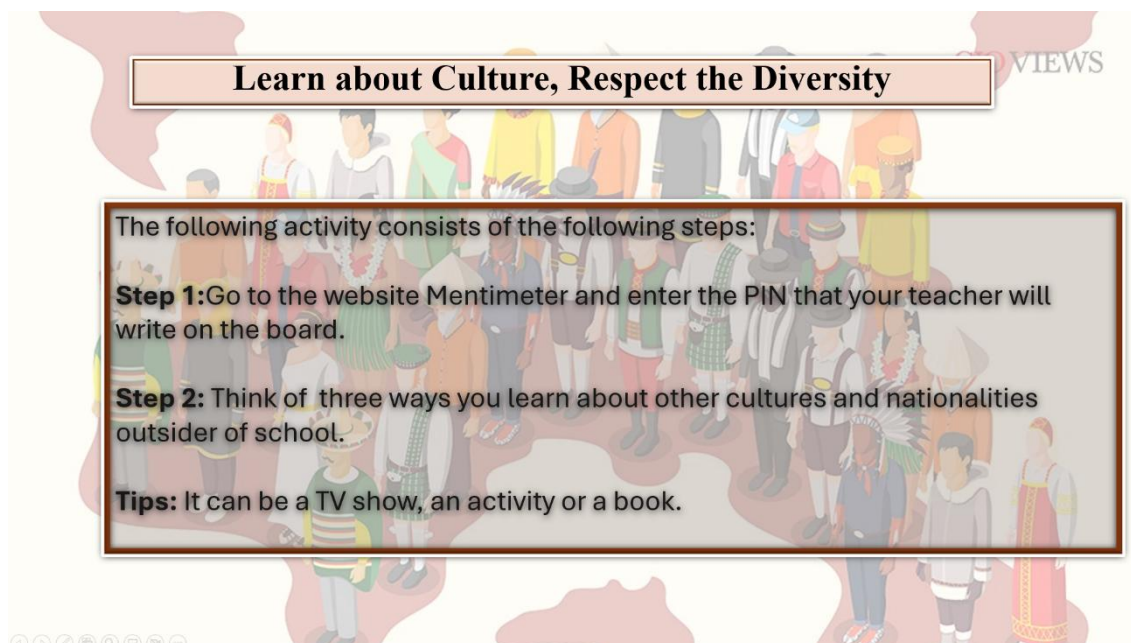 VIEWS
Learn about Culture, Respect the Diversity
The following activity consists of the following steps:
Step 1:Go to the website Mentimeter and enter the PIN that your teacher will
write on the board.
Step 2: Think of  three ways you learn about other cultures and nationalities
outsider of school.
Tips: It can be a TV show, an activity or a book.